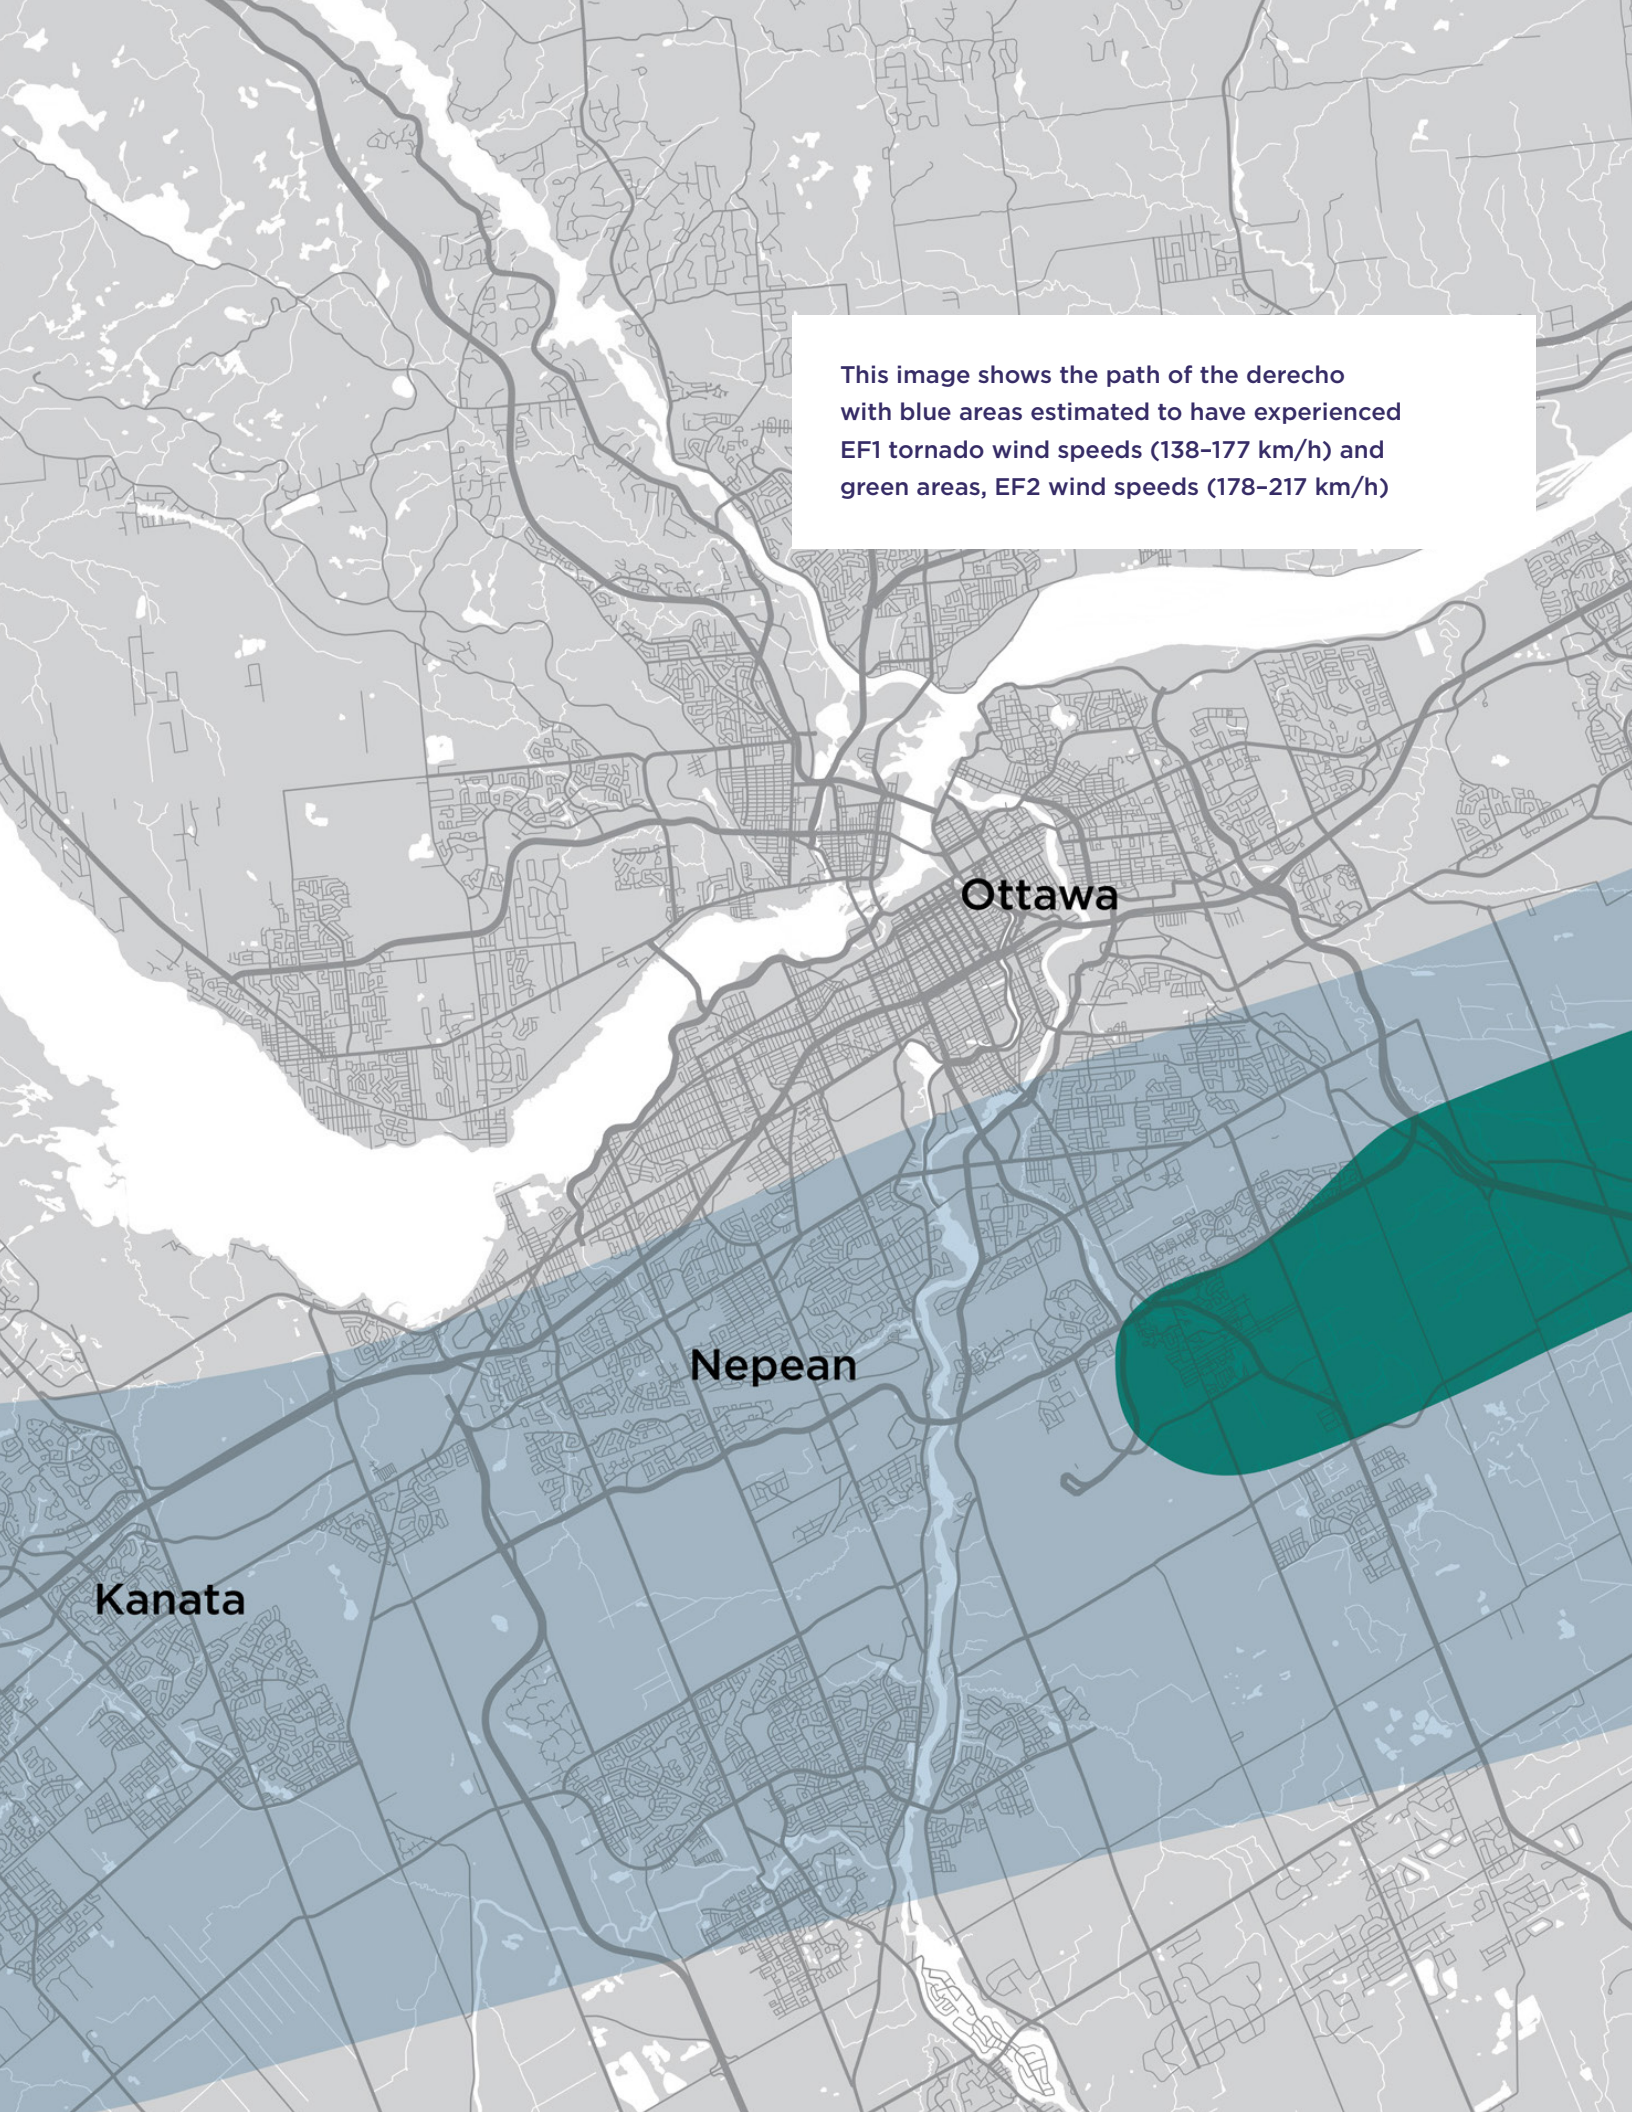 This image shows the path of the derecho
with blue areas estimated to have experienced
EF1 tornado wind speeds (138–177 km/h) and
green areas, EF2 wind speeds (178–217 km/h)
Ottawa
Nepean
Kanata